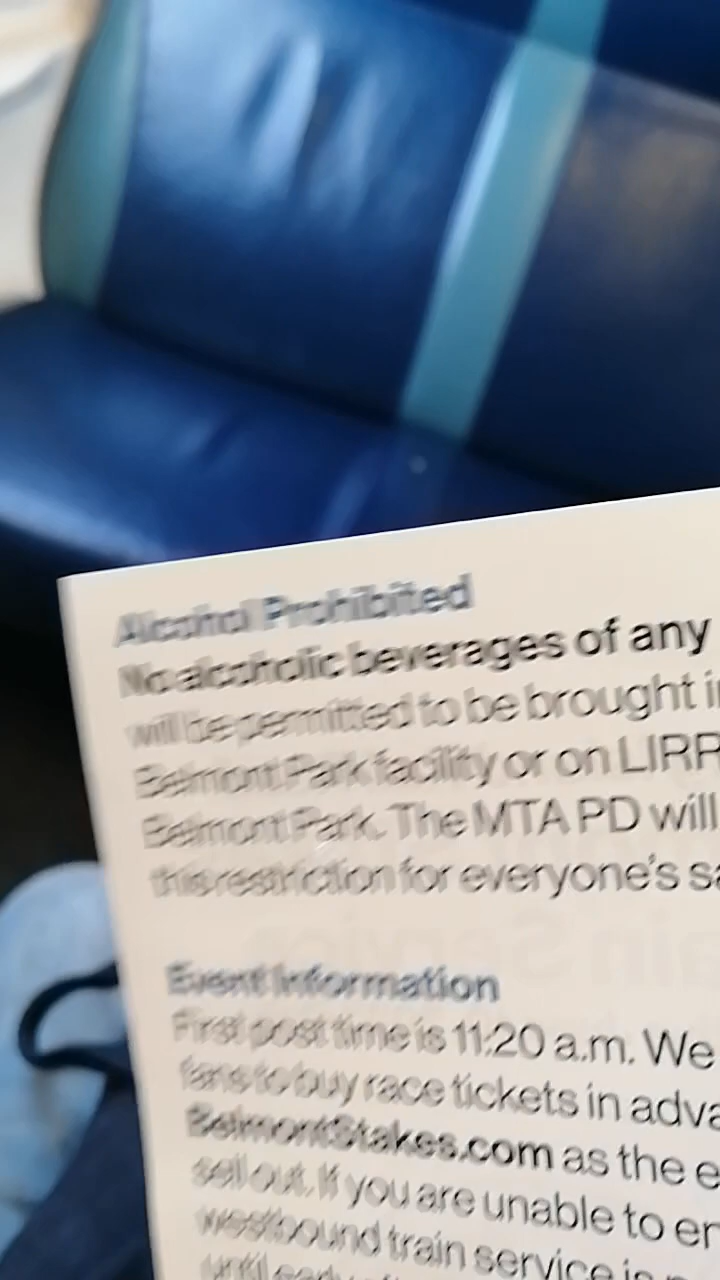 Alcohol Prohibited
No alcoholic beverages of any
will be permitted to be brought i
Belmont Park facility or on LIRR
Belmont Park. The MTA PD will
this restriction for everyone's sa
Event Information
First post time is 11:20 a.m. We
fans to buy race tickets in adva
BelmontStakes.com as the e
sell out. If you are unable to en
westbound train service is
until early